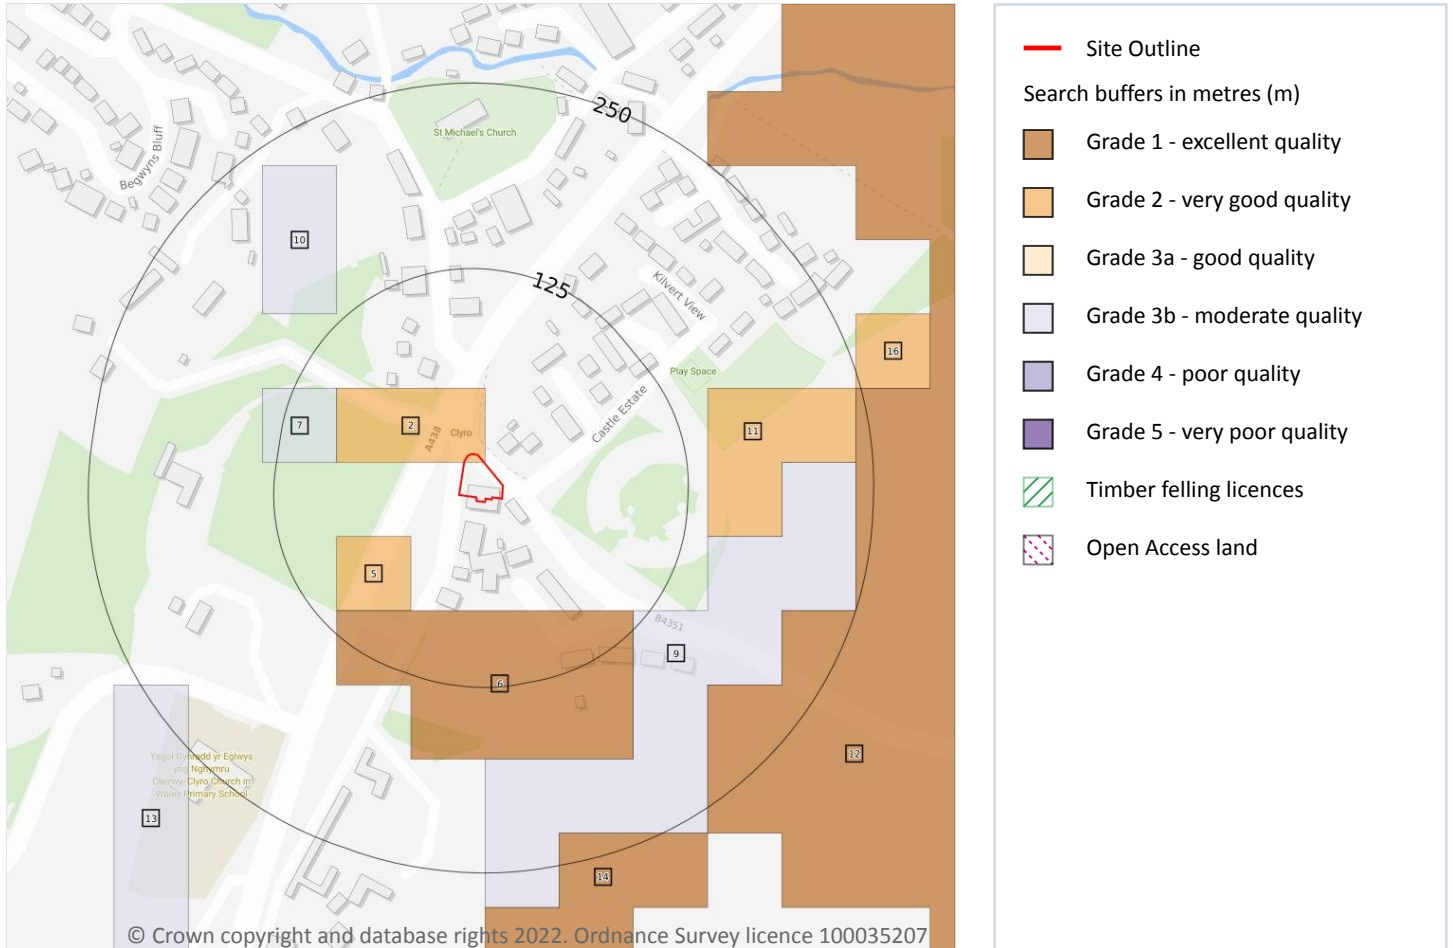 250
St Michael's Church
Begwyns Bluff
10
125
Kilvert View
16
Play Space
7
2
A438
Clyro
Castle Estate
11
5
B4351
9
6
12
Ysgol Gynradd yr Eglwys
yng Nghymru
Cleirwy/Clyro Church in
Wales Primary School
13
14
© Crown copyright and database rights 2022. Ordnance Survey licence 100035207
Site Outline
Search buffers in metres (m)
Grade 1 - excellent quality
Grade 2 - very good quality
Grade 3a - good quality
Grade 3b - moderate quality
Grade 4 - poor quality
Grade 5 - very poor quality
Timber felling licences
Open Access land